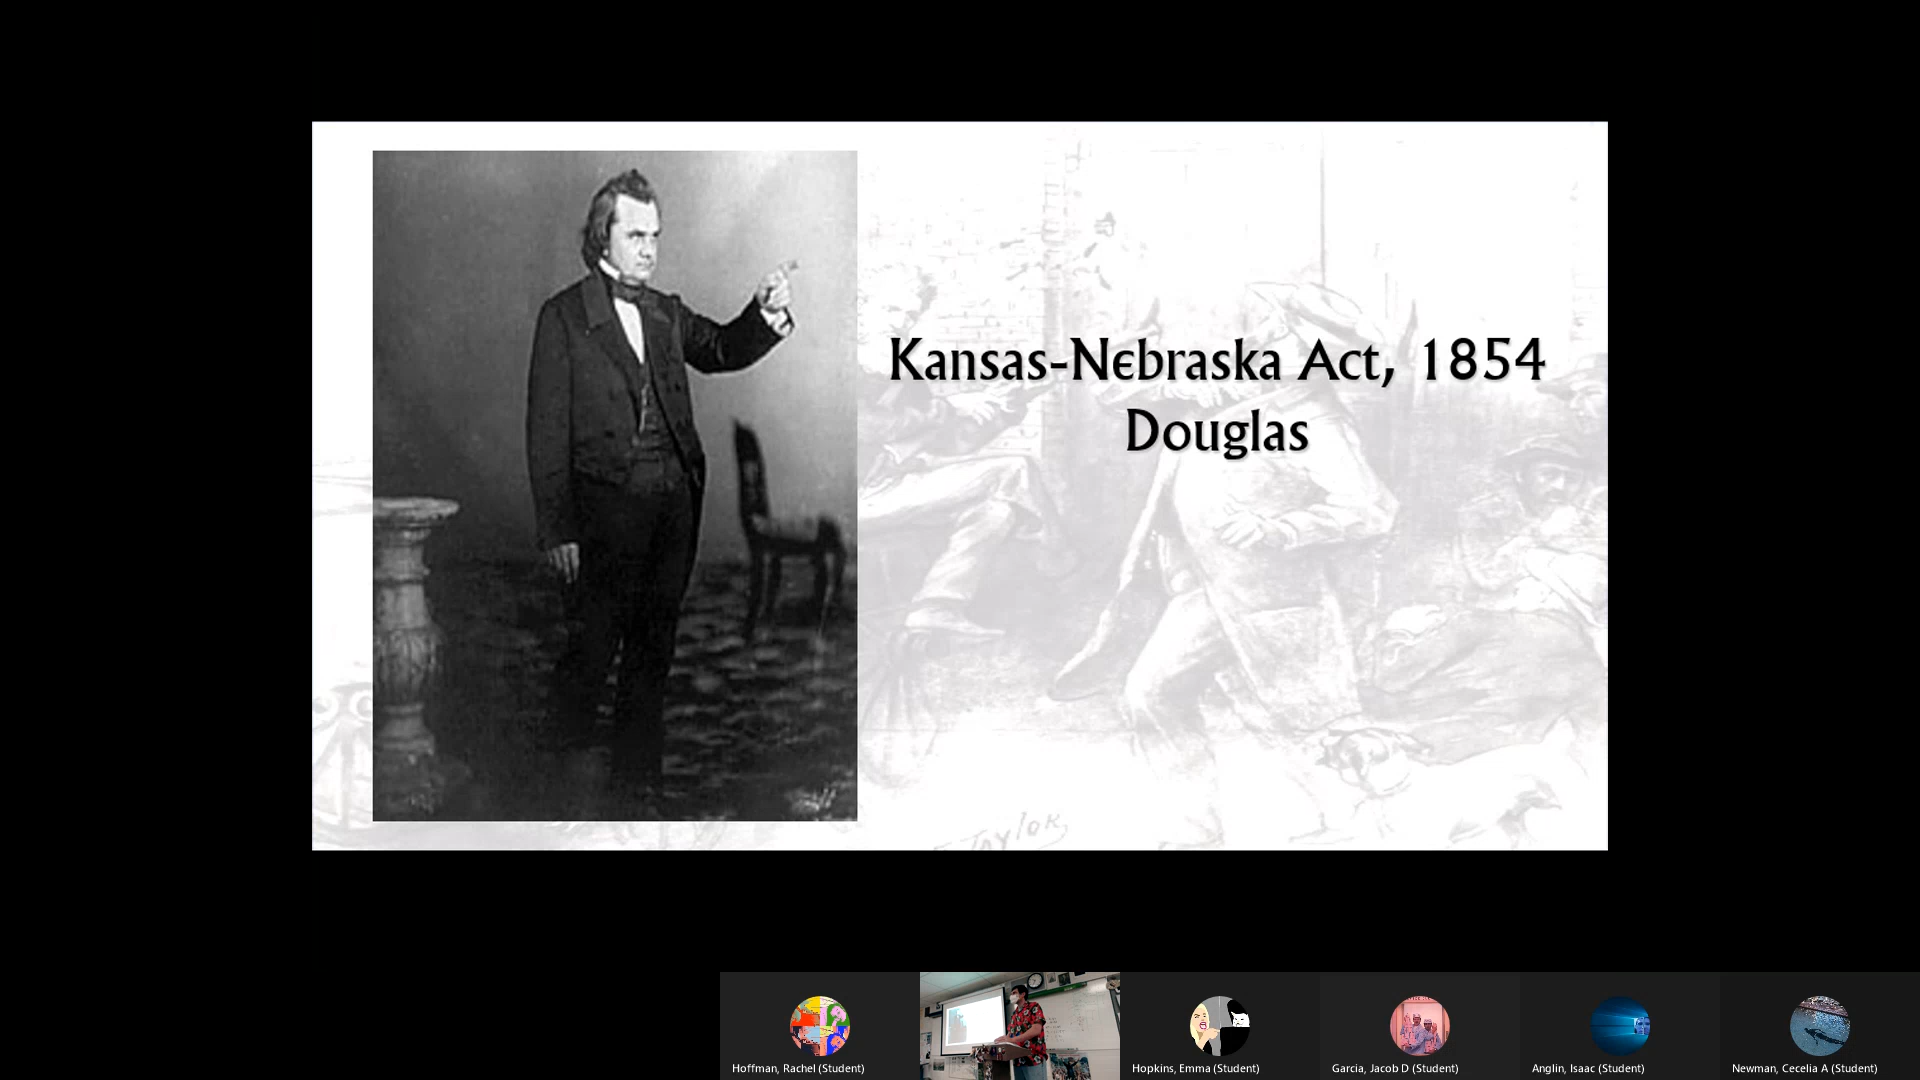 Kansas-Nebraska Act, 1854
Douglas
Taylor
Hoffman, Rachel (Student)
Hopkins, Emma (Student)
Garcia, Jacob D (Student)
Anglin, Isaac (Student)
Newman, Cecelia A (Student)